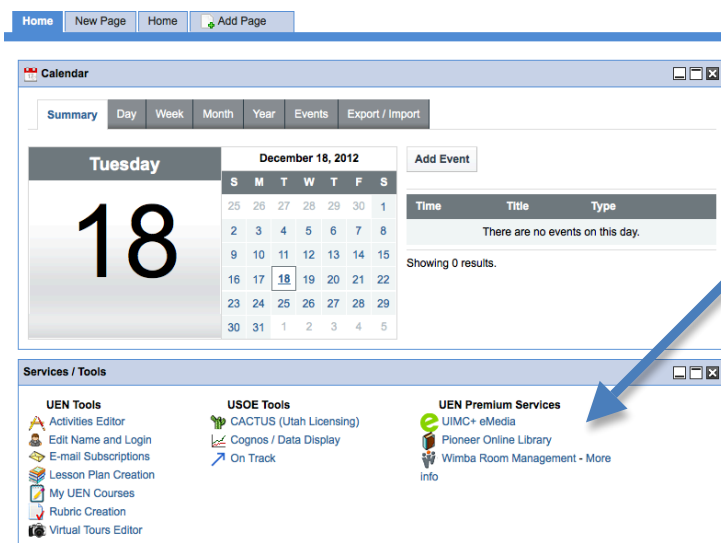 Home New Page Home Add Page
Calendar
Summary Day Week Month Year Events Export / Import
Tuesday
18
December 18, 2012
S M T W T F S
25 26 27 28 29 30 1
2 3 4 5 6 7 8
9 10 11 12 13 14 15
16 17 18 19 20 21 22
23 24 25 26 27 28 29
30 31 1 2 3 4 5
Add Event
Time Title Type
There are no events on this day.
Showing 0 results.
Services / Tools
UEN Tools
Activities Editor
Edit Name and Login
E-mail Subscriptions
Lesson Plan Creation
My UEN Courses
Rubric Creation
Virtual Tours Editor
USOE Tools
CACTUS (Utah Licensing)
Cognos / Data Display
On Track
UEN Premium Services
UIMC+ eMedia
Pioneer Online Library
Wimba Room Management - More
info